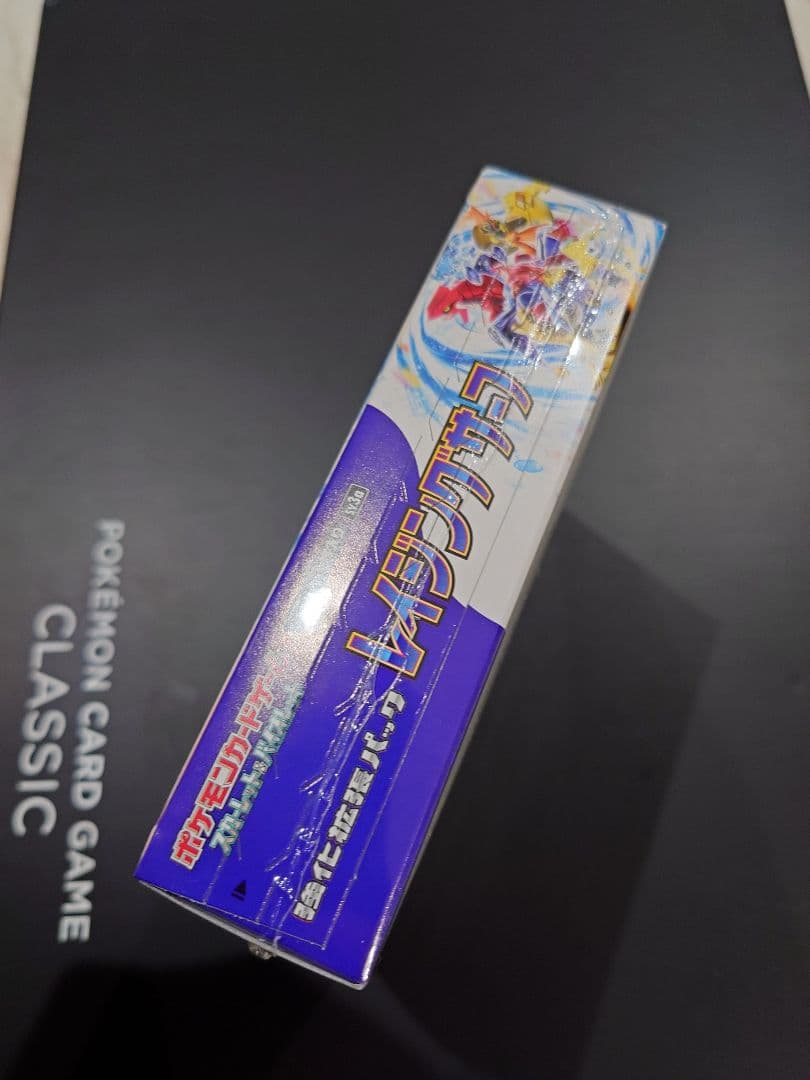 ポケモンカードゲーム
スカーレット&バイオレット
sv3a
強化拡張パック
レイジングサーフ
POKÉMON CARD GAME
CLASSIC